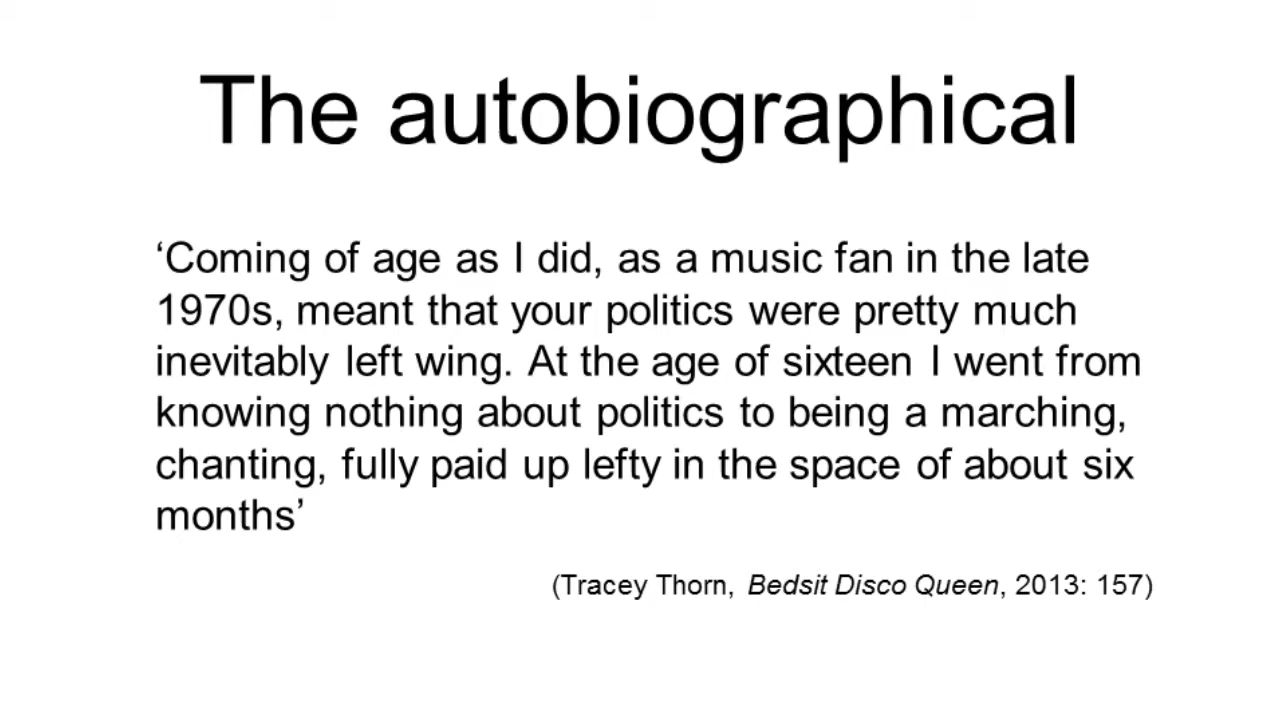 The autobiographical
‘Coming of age as I did, as a music fan in the late
1970s, meant that your politics were pretty much
inevitably left wing. At the age of sixteen I went from
knowing nothing about politics to being a marching,
chanting, fully paid up lefty in the space of about six
months’
(Tracey Thorn, Bedsit Disco Queen, 2013: 157)